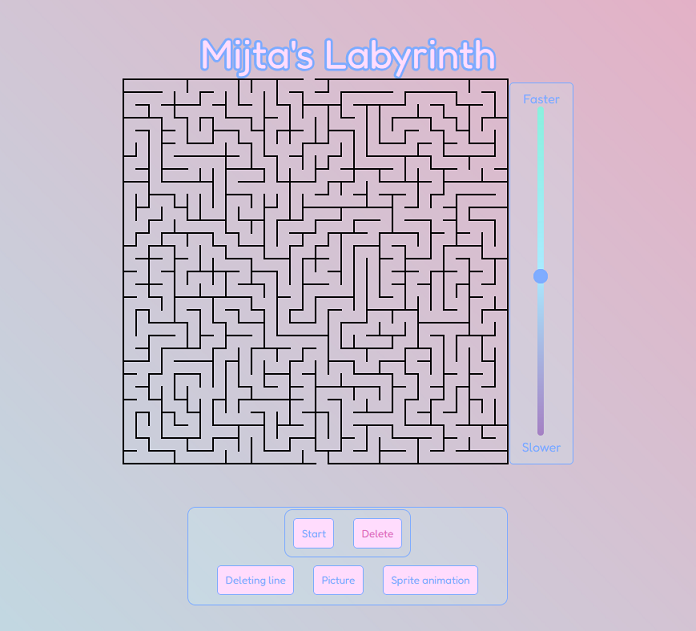 Mijta's Labyrinth
Faster
Slower
Start
Delete
Deleting line
Picture
Sprite animation